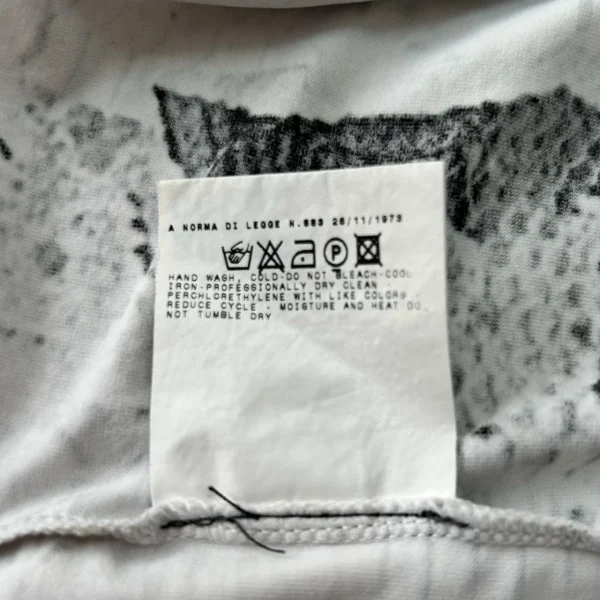 A NORMA DI LEGGE N.883 26/11/1973
P
HAND WASH, COLD-DO NOT BLEACH-COOL
IRON-PROFESSIONALLY DRY CLEAN -
PERCHLORETHYLENE WITH LIKE COLORS -
REDUCE CYCLE - MOISTURE AND HEAT DO
NOT TUMBLE DRY